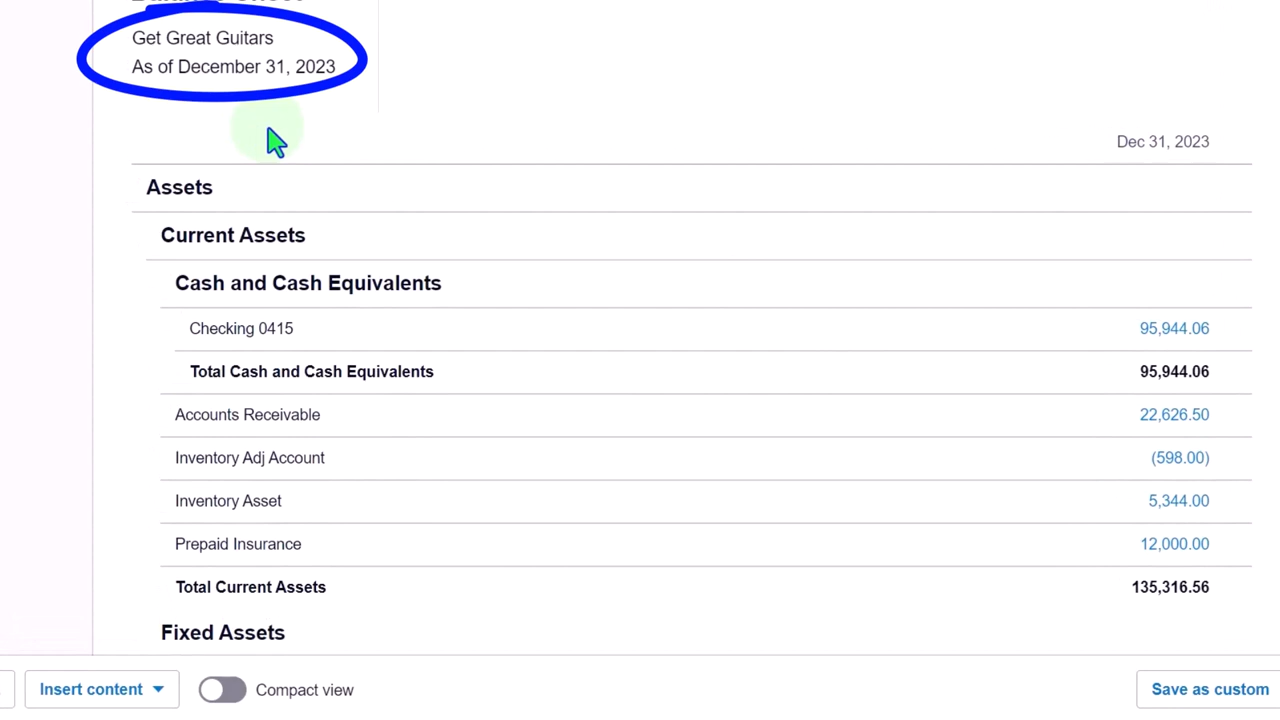 Get Great Guitars
As of December 31, 2023
Dec 31, 2023
Assets
Current Assets
Cash and Cash Equivalents
Checking 0415 95,944.06
Total Cash and Cash Equivalents 95,944.06
Accounts Receivable 22,626.50
Inventory Adj Account (598.00)
Inventory Asset 5,344.00
Prepaid Insurance 12,000.00
Total Current Assets 135,316.56
Fixed Assets
Insert content Compact view Save as custom